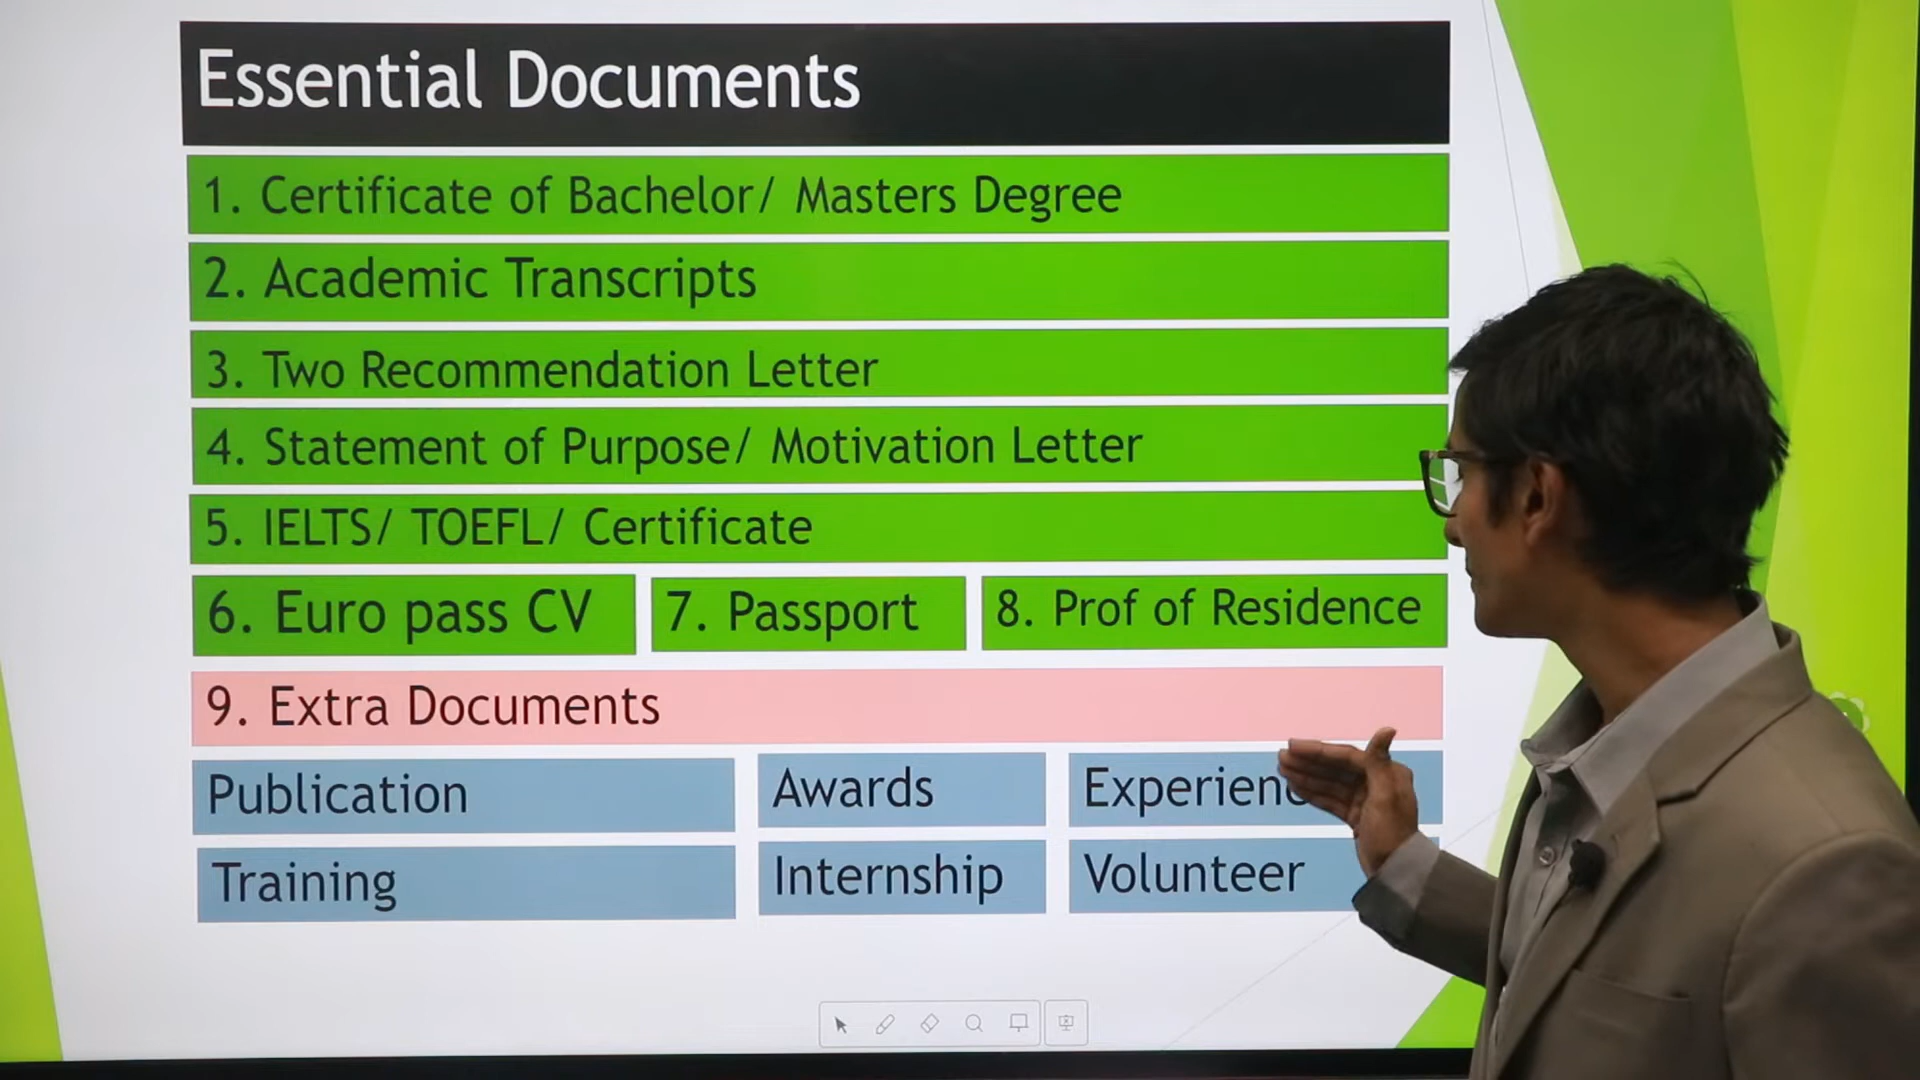 Essential Documents
1. Certificate of Bachelor/ Masters Degree
2. Academic Transcripts
3. Two Recommendation Letter
4. Statement of Purpose/ Motivation Letter
5. IELTS/ TOEFL/ Certificate
6. Euro pass CV
7. Passport
8. Prof of Residence
9. Extra Documents
Publication
Awards
Training
Internship
Volunteer